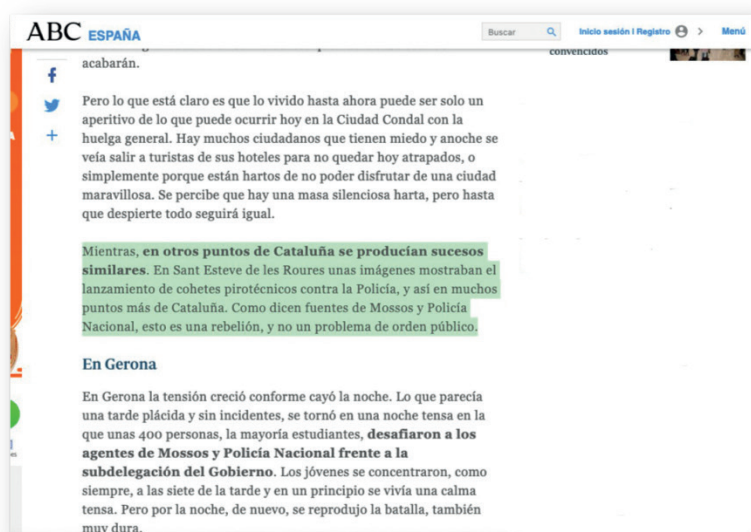 ABC ESPAÑA
Buscar
Inicio sesión | Registro
Menú
convencidos
acabarán.
Pero lo que está claro es que lo vivido hasta ahora puede ser solo un
aperitivo de lo que puede ocurrir hoy en la Ciudad Condal con la
huelga general. Hay muchos ciudadanos que tienen miedo y anoche se
veía salir a turistas de sus hoteles para no quedar hoy atrapados, o
simplemente porque están hartos de no poder disfrutar de una ciudad
maravillosa. Se percibe que hay una masa silenciosa harta, pero hasta
que despierte todo seguirá igual.
Mientras, en otros puntos de Cataluña se producían sucesos
similares. En Sant Esteve de les Roures unas imágenes mostraban el
lanzamiento de cohetes pirotécnicos contra la Policía, y así en muchos
puntos más de Cataluña. Como dicen fuentes de Mossos y Policía
Nacional, esto es una rebelión, y no un problema de orden público.
En Gerona
En Gerona la tensión creció conforme cayó la noche. Lo que parecía
una tarde plácida y sin incidentes, se tornó en una noche tensa en la
que unas 400 personas, la mayoría estudiantes, desafiaron a los
agentes de Mossos y Policía Nacional frente a la
subdelegación del Gobierno. Los jóvenes se concentraron, como
siempre, a las siete de la tarde y en un principio se vivía una calma
tensa. Pero por la noche, de nuevo, se reprodujo la batalla, también
muy dura.